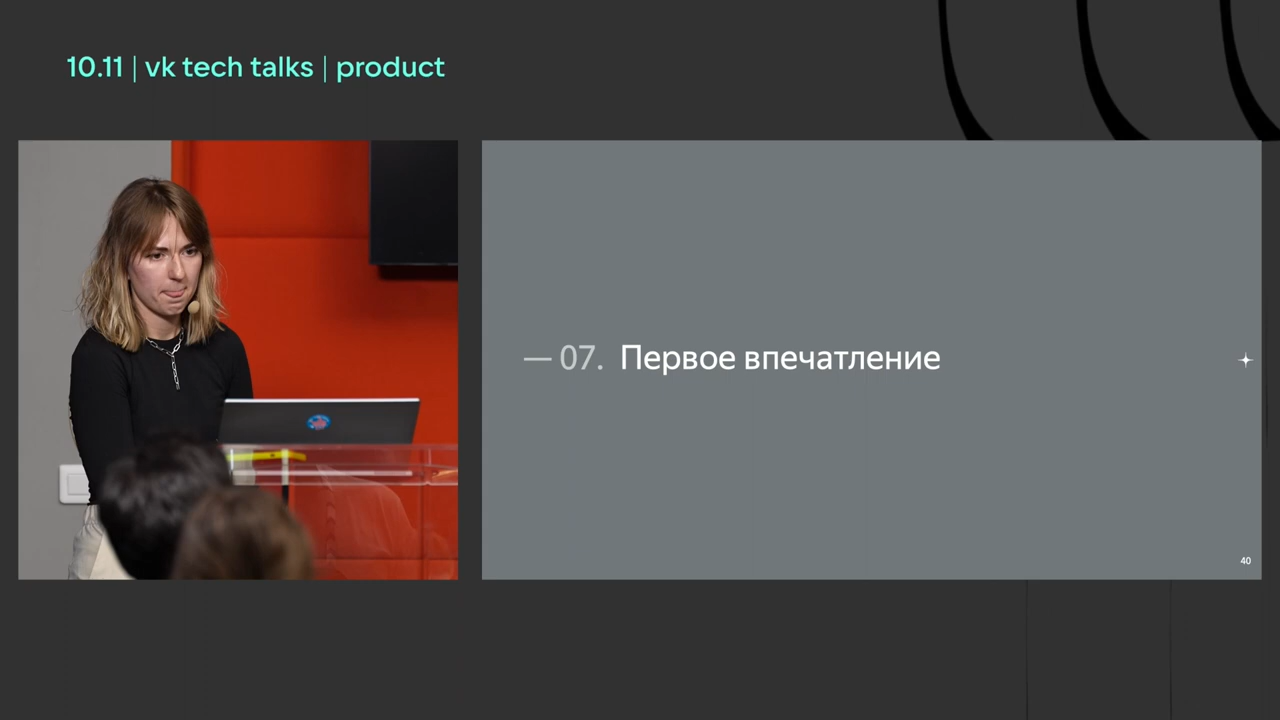 10.11 | vk tech talks | product
— 07. Первое впечатление
40